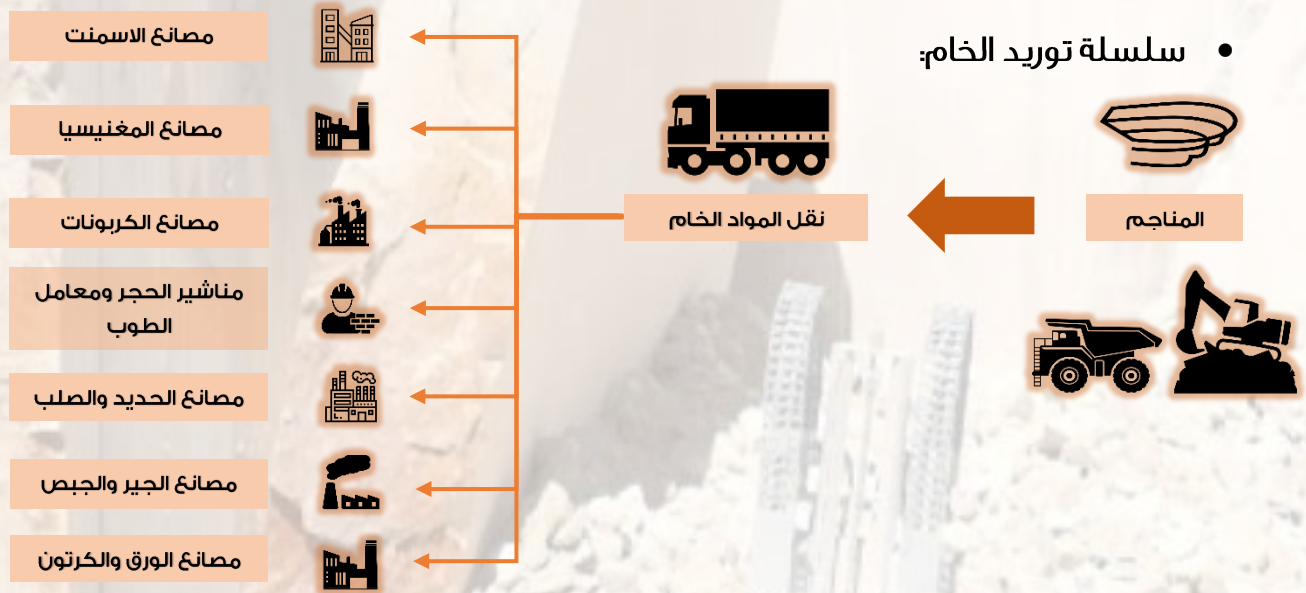 • سلسلة توريد الخام:
المناجم
نقل المواد الخام
مصانع الاسمنت
مصانع المغنيسيا
مصانع الكربونات
مناشير الحجر ومعامل
الطوب
مصانع الحديد والصلب
مصانع الجير والجبص
مصانع الورق والكرتون